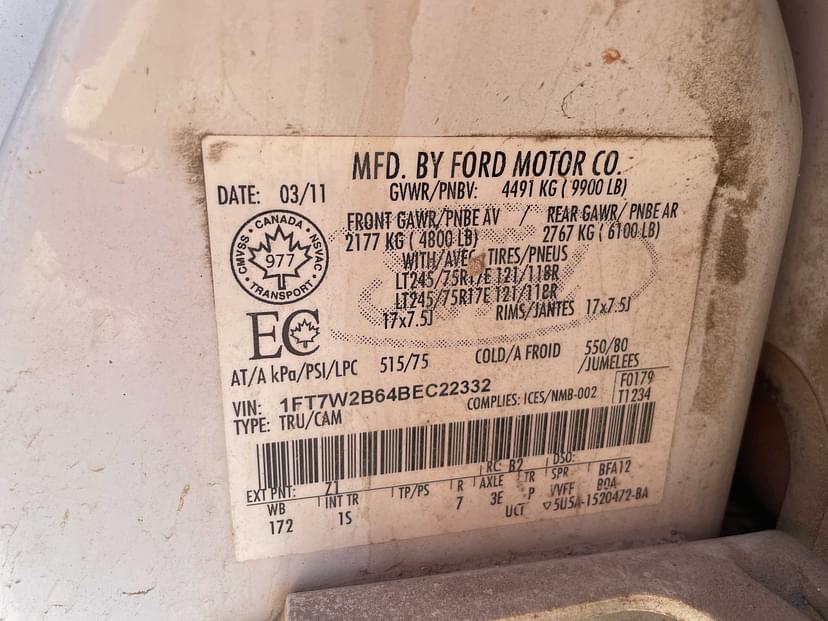 MFD. BY FORD MOTOR CO.
DATE: 03/11
GVWR/PNBV: 4491 KG ( 9900 LB)
FRONT GAWR/PNBE AV / REAR GAWR/ PNBE AR
2177 KG ( 4800 LB) 2767 KG ( 6100 LB)
WITH/AVEC TIRES/PNEUS
LT245/75R17E 121/118R
LT245/75R17E 121/118R
17x7.5J RIMS/JANTES 17x7.5J
CMVSS · CANADA · NSVAC
977
· TRANSPORT ·
EC
AT/A kPa/PSI/LPC 515/75 COLD/A FROID 550/80
/JUMELEES
VIN: 1FT7W2B64BEC22332 COMPLIES: ICES/NMB-002 F0179
TYPE: TRU/CAM T1234
RC: B2 DSO:
EXT PNT: Z1 TP/PS R AXLE TR SPR BFA12
WB INT TR 7 3E P VVFF BOA
172 1S UCT ▽5U5A-1520472-BA